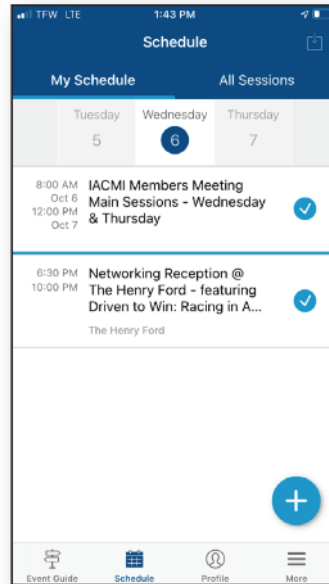 TFW LTE 1:43 PM
Schedule
My Schedule All Sessions
Tuesday Wednesday Thursday
5 6 7
8:00 AM
Oct 6
12:00 PM
Oct 7
IACMI Members Meeting
Main Sessions - Wednesday
& Thursday
6:30 PM
10:00 PM
Networking Reception @
The Henry Ford - featuring
Driven to Win: Racing in A...
The Henry Ford
+
Event Guide Schedule Profile More